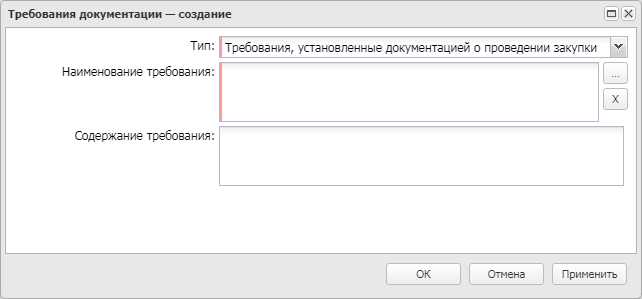 Требования документации — создание
Тип: Требования, установленные документацией о проведении закупки
Наименование требования:
...
X
Содержание требования:
OK Отмена Применить